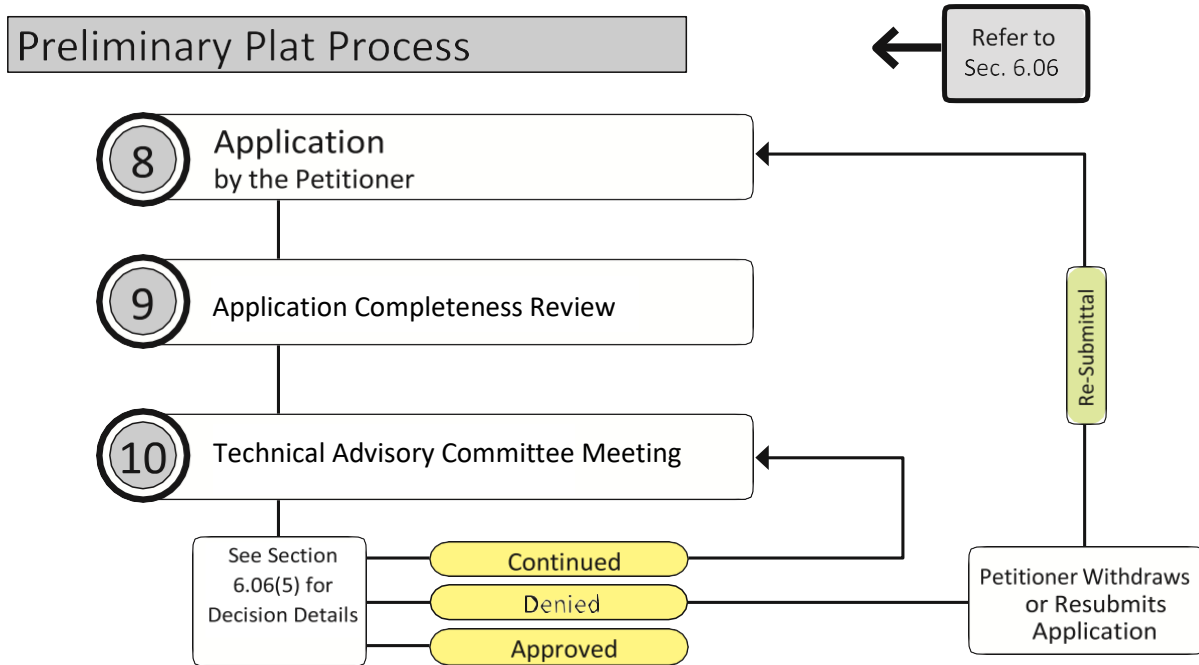 Preliminary Plat Process
Refer to
Sec. 6.06
8
Application
by the Petitioner
9
Application Completeness Review
Re-Submittal
10
Technical Advisory Committee Meeting
See Section
6.06(5) for
Decision Details
Continued
Denied
Approved
Petitioner Withdraws
or Resubmits
Application